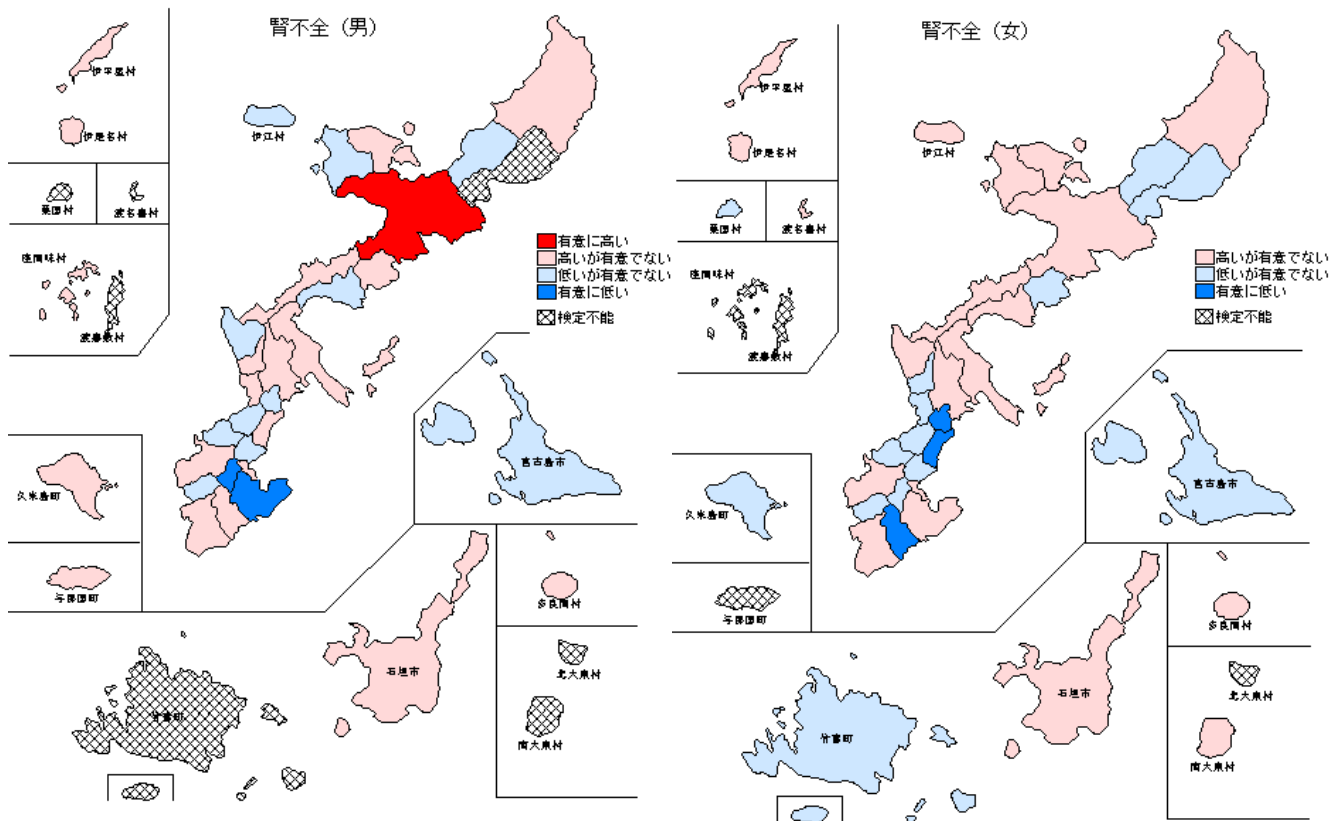 腎不全（男）
伊平屋村
伊是名村
伊江村
粟国村
渡名喜村
座間味村
渡嘉敷村
有意に高い
高いが有意でない
低いが有意でない
有意に低い
検定不能
宮古島市
久米島町
与那国町
多良間村
石垣市
北大東村
南大東村
竹富町
腎不全（女）
伊平屋村
伊是名村
伊江村
粟国村
渡名喜村
座間味村
渡嘉敷村
高いが有意でない
低いが有意でない
有意に低い
検定不能
宮古島市
久米島町
与那国町
多良間村
石垣市
北大東村
南大東村
竹富町